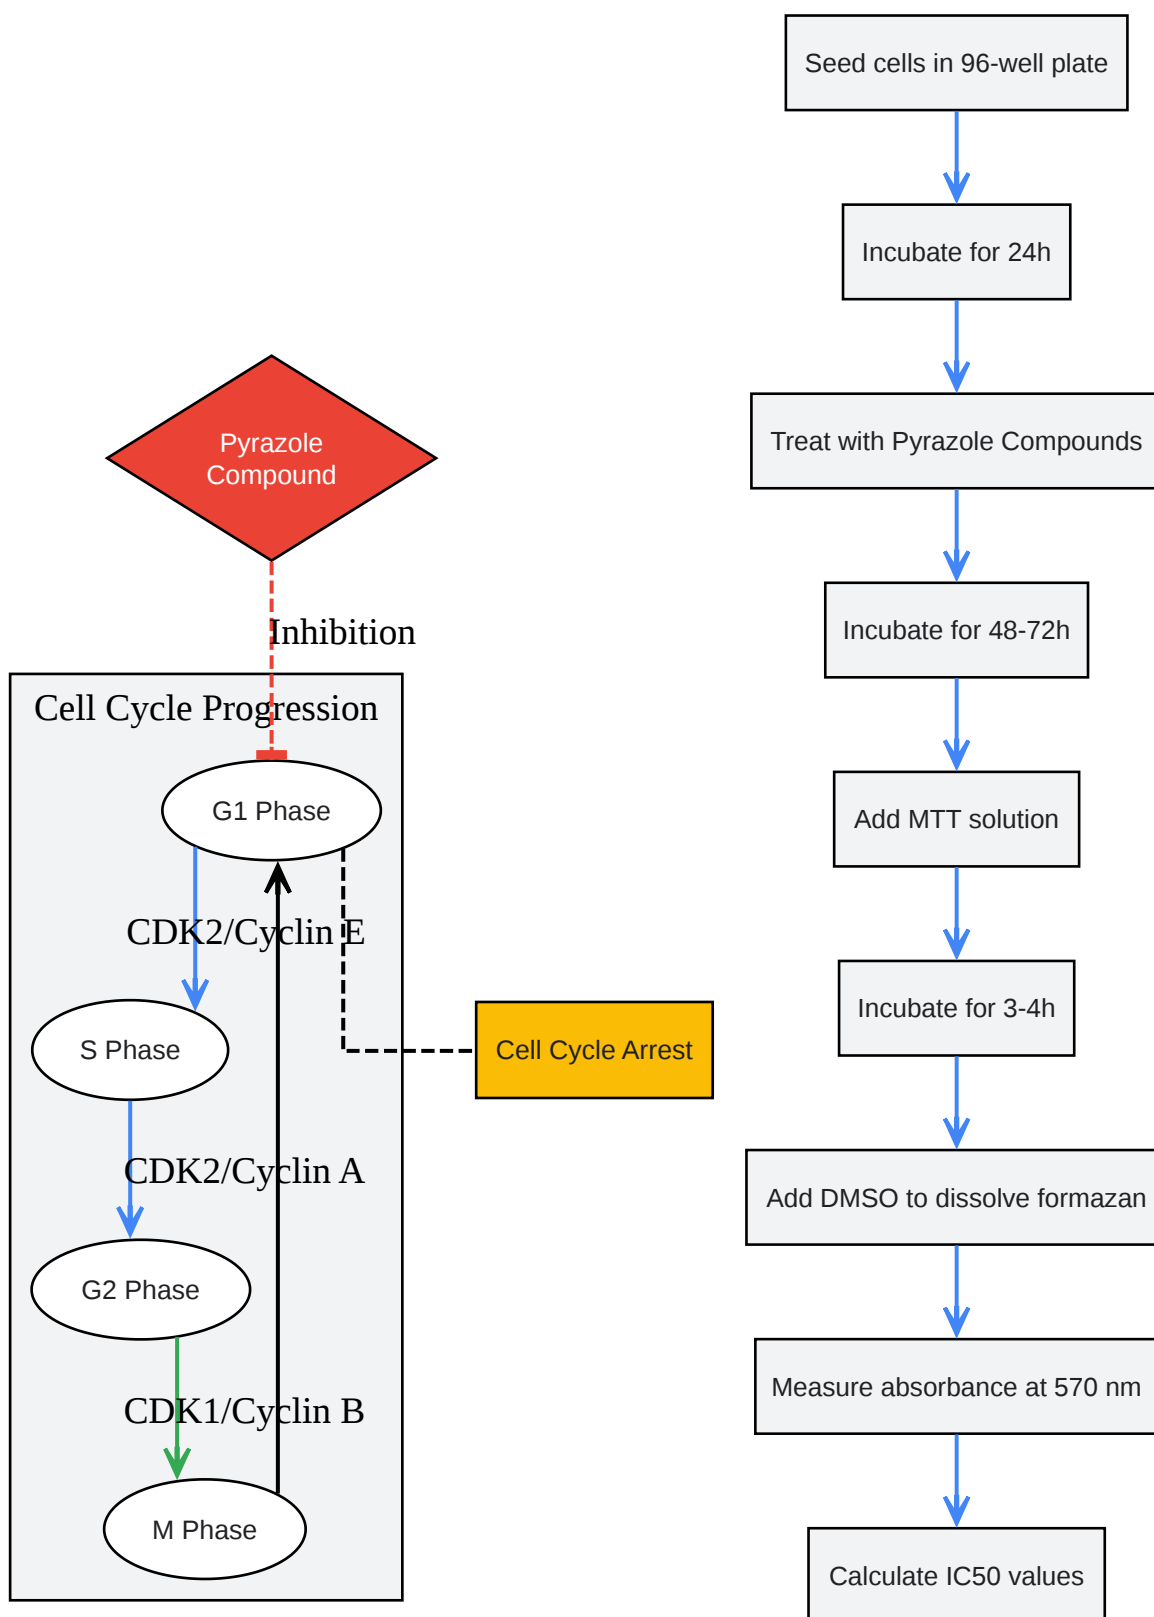 Pyrazole
Compound
Inhibition
Cell Cycle Progression
G1 Phase
CDK2/Cyclin E
S Phase
Cell Cycle Arrest
CDK2/Cyclin A
G2 Phase
CDK1/Cyclin B
M Phase
Seed cells in 96-well plate
Incubate for 24h
Treat with Pyrazole Compounds
Incubate for 48-72h
Add MTT solution
Incubate for 3-4h
Add DMSO to dissolve formazan
Measure absorbance at 570 nm
Calculate IC50 values